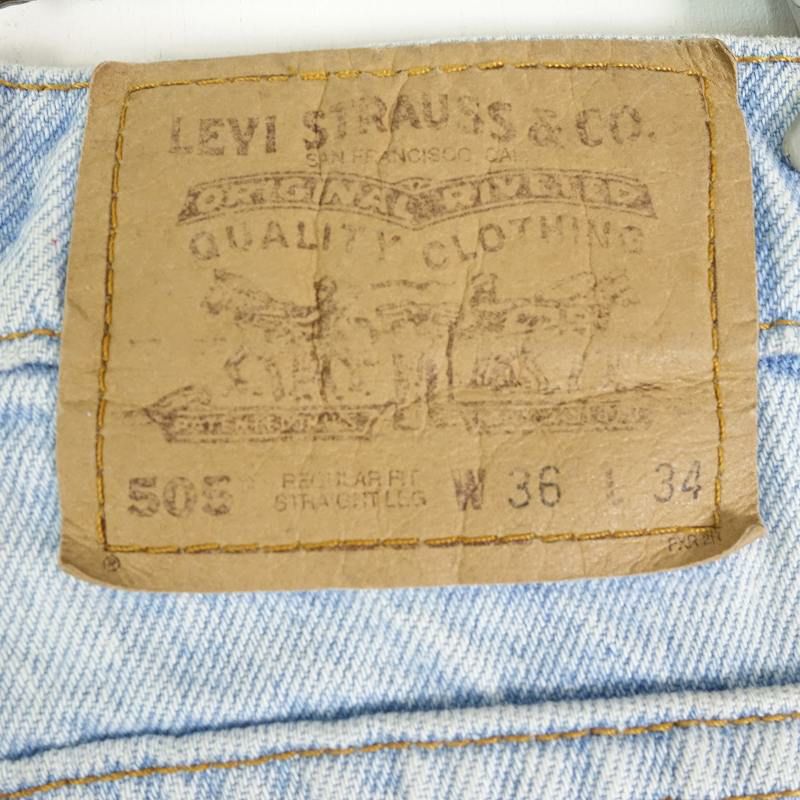 LEVI STRAUSS & CO.
SAN FRANCISCO, CAL.
ORIGINAL RIVETED
QUALITY CLOTHING
505®
REGULAR FIT
STRAIGHT LEG
W 36 L 34
®